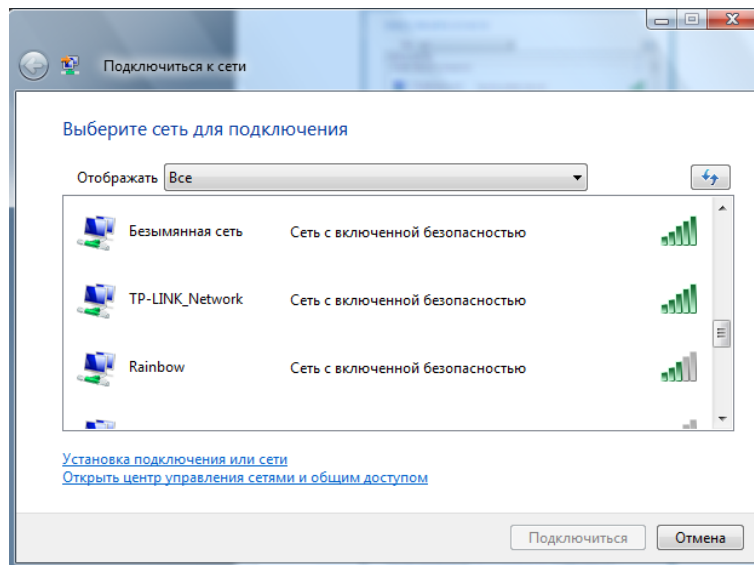 Подключиться к сети
Выберите сеть для подключения
Отображать Все
Безымянная сеть Сеть с включенной безопасностью
TP-LINK_Network Сеть с включенной безопасностью
Rainbow Сеть с включенной безопасностью
Установка подключения или сети
Открыть центр управления сетями и общим доступом
Подключиться Отмена